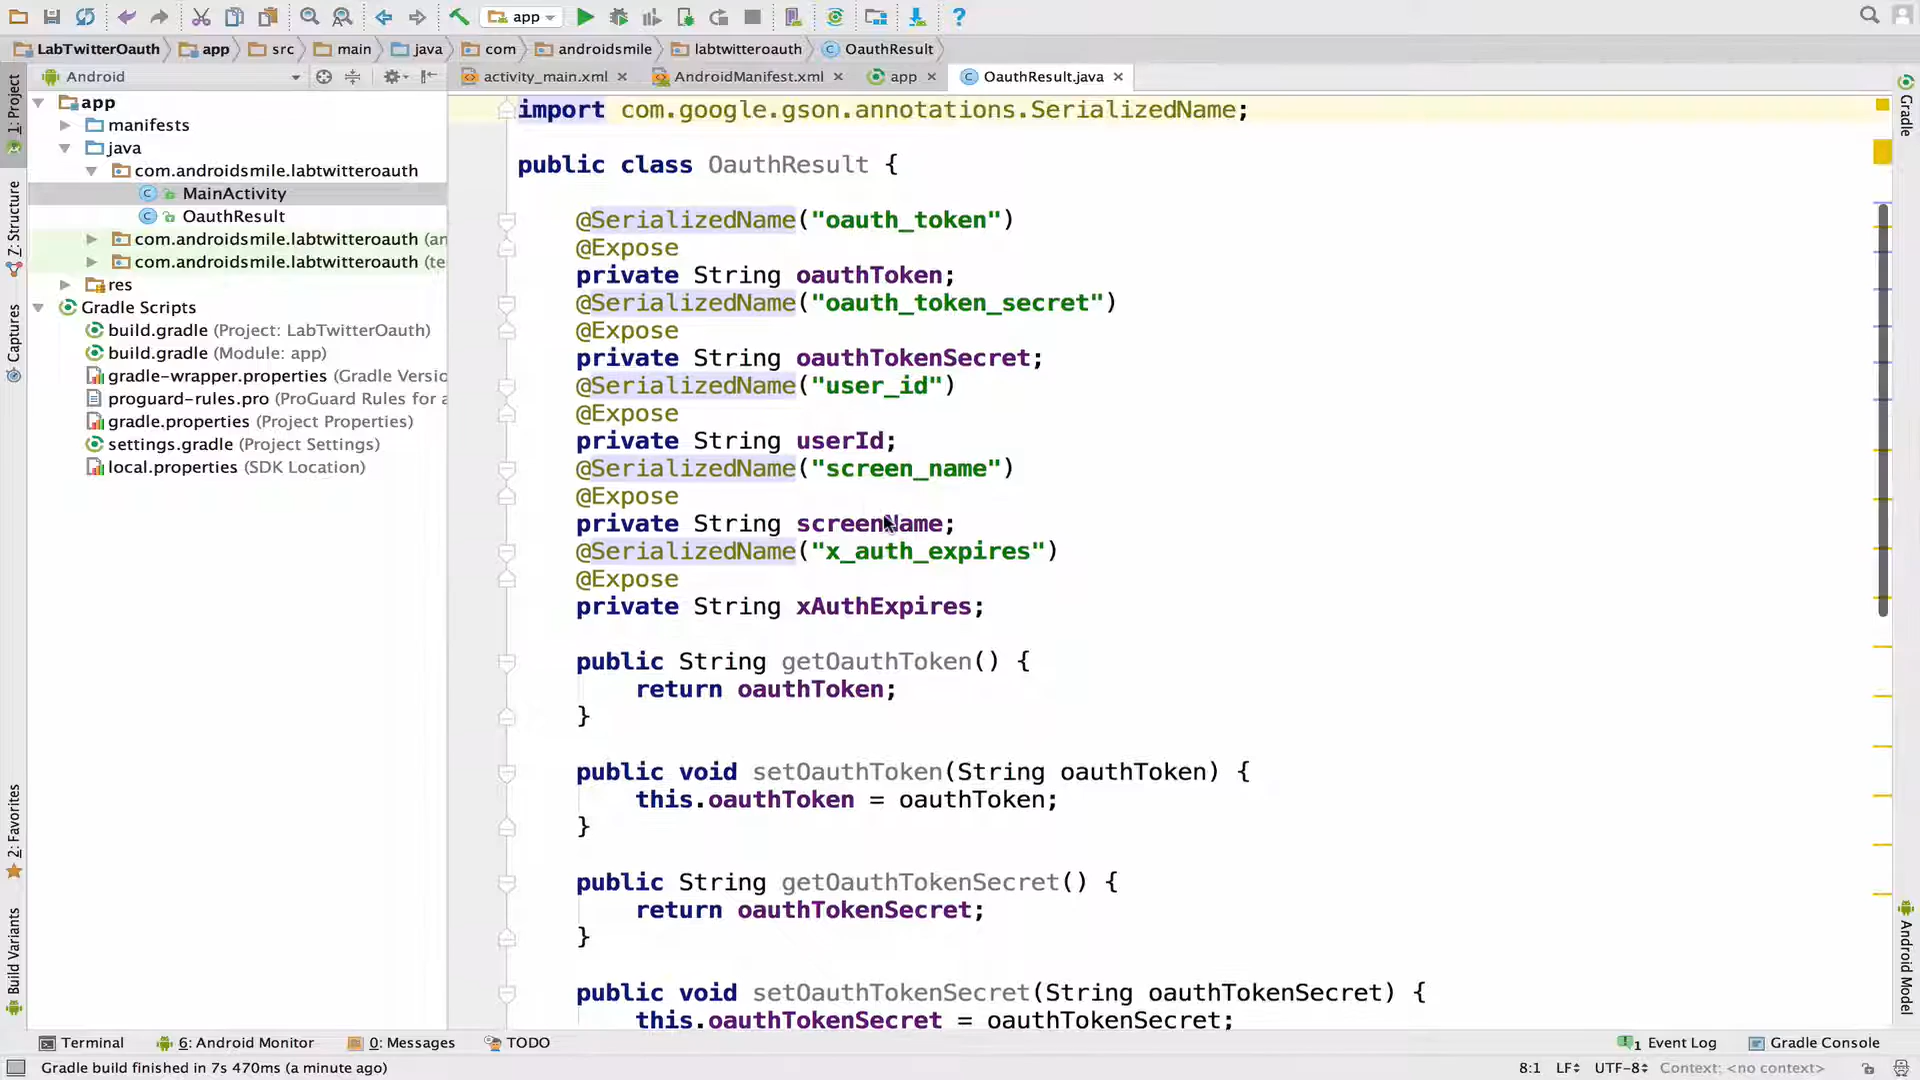 app
LabTwitterOauth app src main java com androidsmile labtwitteroauth OauthResult
Android
activity_main.xml AndroidManifest.xml app OauthResult.java
1: Project
Z: Structure
Captures
2: Favorites
Build Variants
app
manifests
java
com.androidsmile.labtwitteroauth
MainActivity
OauthResult
com.androidsmile.labtwitteroauth (an
com.androidsmile.labtwitteroauth (te
res
Gradle Scripts
build.gradle (Project: LabTwitterOauth)
build.gradle (Module: app)
gradle-wrapper.properties (Gradle Versio
proguard-rules.pro (ProGuard Rules for a
gradle.properties (Project Properties)
settings.gradle (Project Settings)
local.properties (SDK Location)
import com.google.gson.annotations.SerializedName;
public class OauthResult {
@SerializedName("oauth_token")
@Expose
private String oauthToken;
@SerializedName("oauth_token_secret")
@Expose
private String oauthTokenSecret;
@SerializedName("user_id")
@Expose
private String userId;
@SerializedName("screen_name")
@Expose
private String screenName;
@SerializedName("x_auth_expires")
@Expose
private String xAuthExpires;
public String getOauthToken() {
return oauthToken;
}
public void setOauthToken(String oauthToken) {
this.oauthToken = oauthToken;
}
public String getOauthTokenSecret() {
return oauthTokenSecret;
}
public void setOauthTokenSecret(String oauthTokenSecret) {
this.oauthTokenSecret = oauthTokenSecret;
Gradle
Android Model
Terminal 6: Android Monitor 0: Messages TODO 1 Event Log Gradle Console
Gradle build finished in 7s 470ms (a minute ago) 8:1 LF UTF-8 Context: <no context>